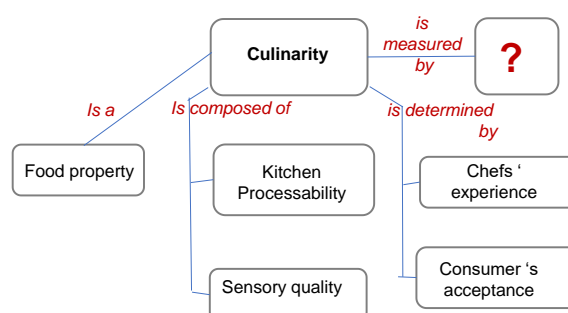 Culinarity
is
measured
by
?
Is a
Is composed of
is determined
by
Food property
Kitchen
Processability
Chefs ‘
experience
Sensory quality
Consumer ‘s
acceptance